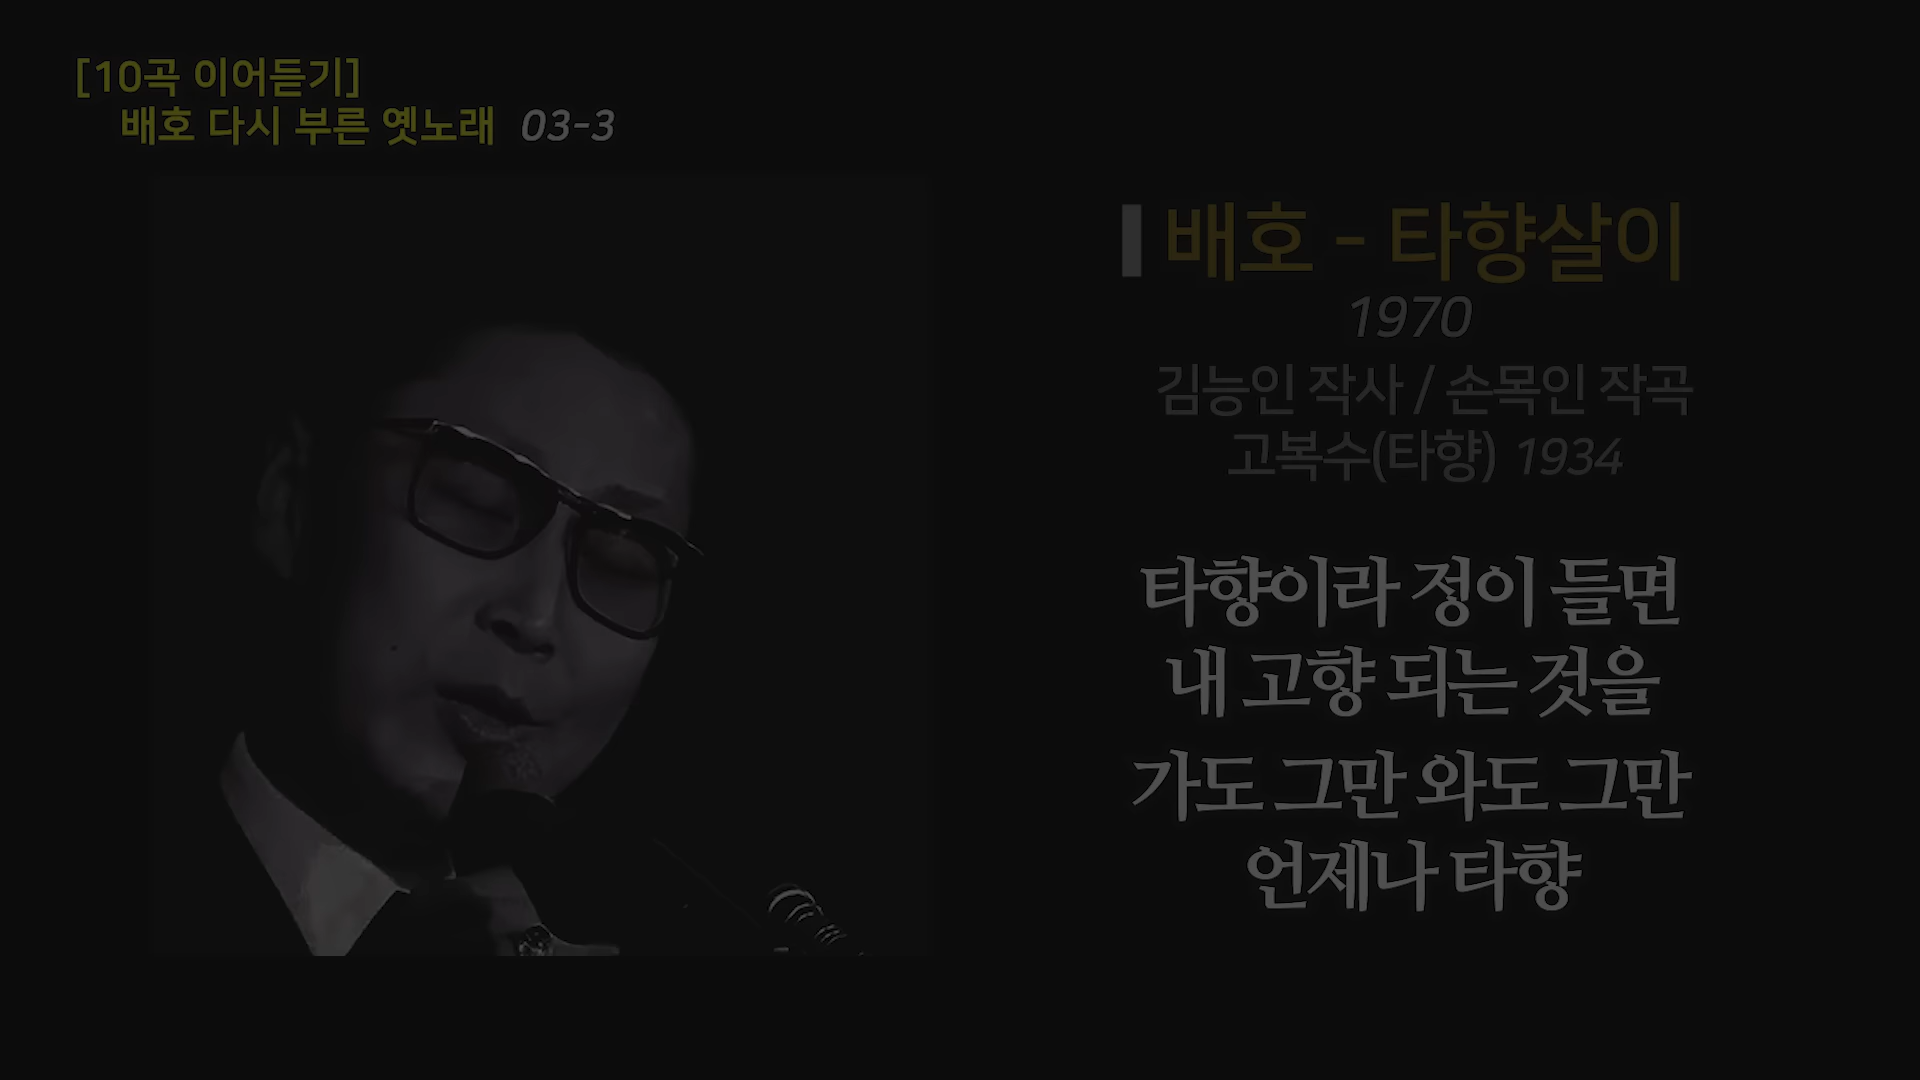 [10곡 이어듣기]
배호 다시 부른 옛노래 03-3
배호 - 타향살이
1970
김능인 작사 / 손목인 작곡
고복수(타향) 1934
타향이라 정이 들면
내 고향 되는 것을
가도 그만 와도 그만
언제나 타향